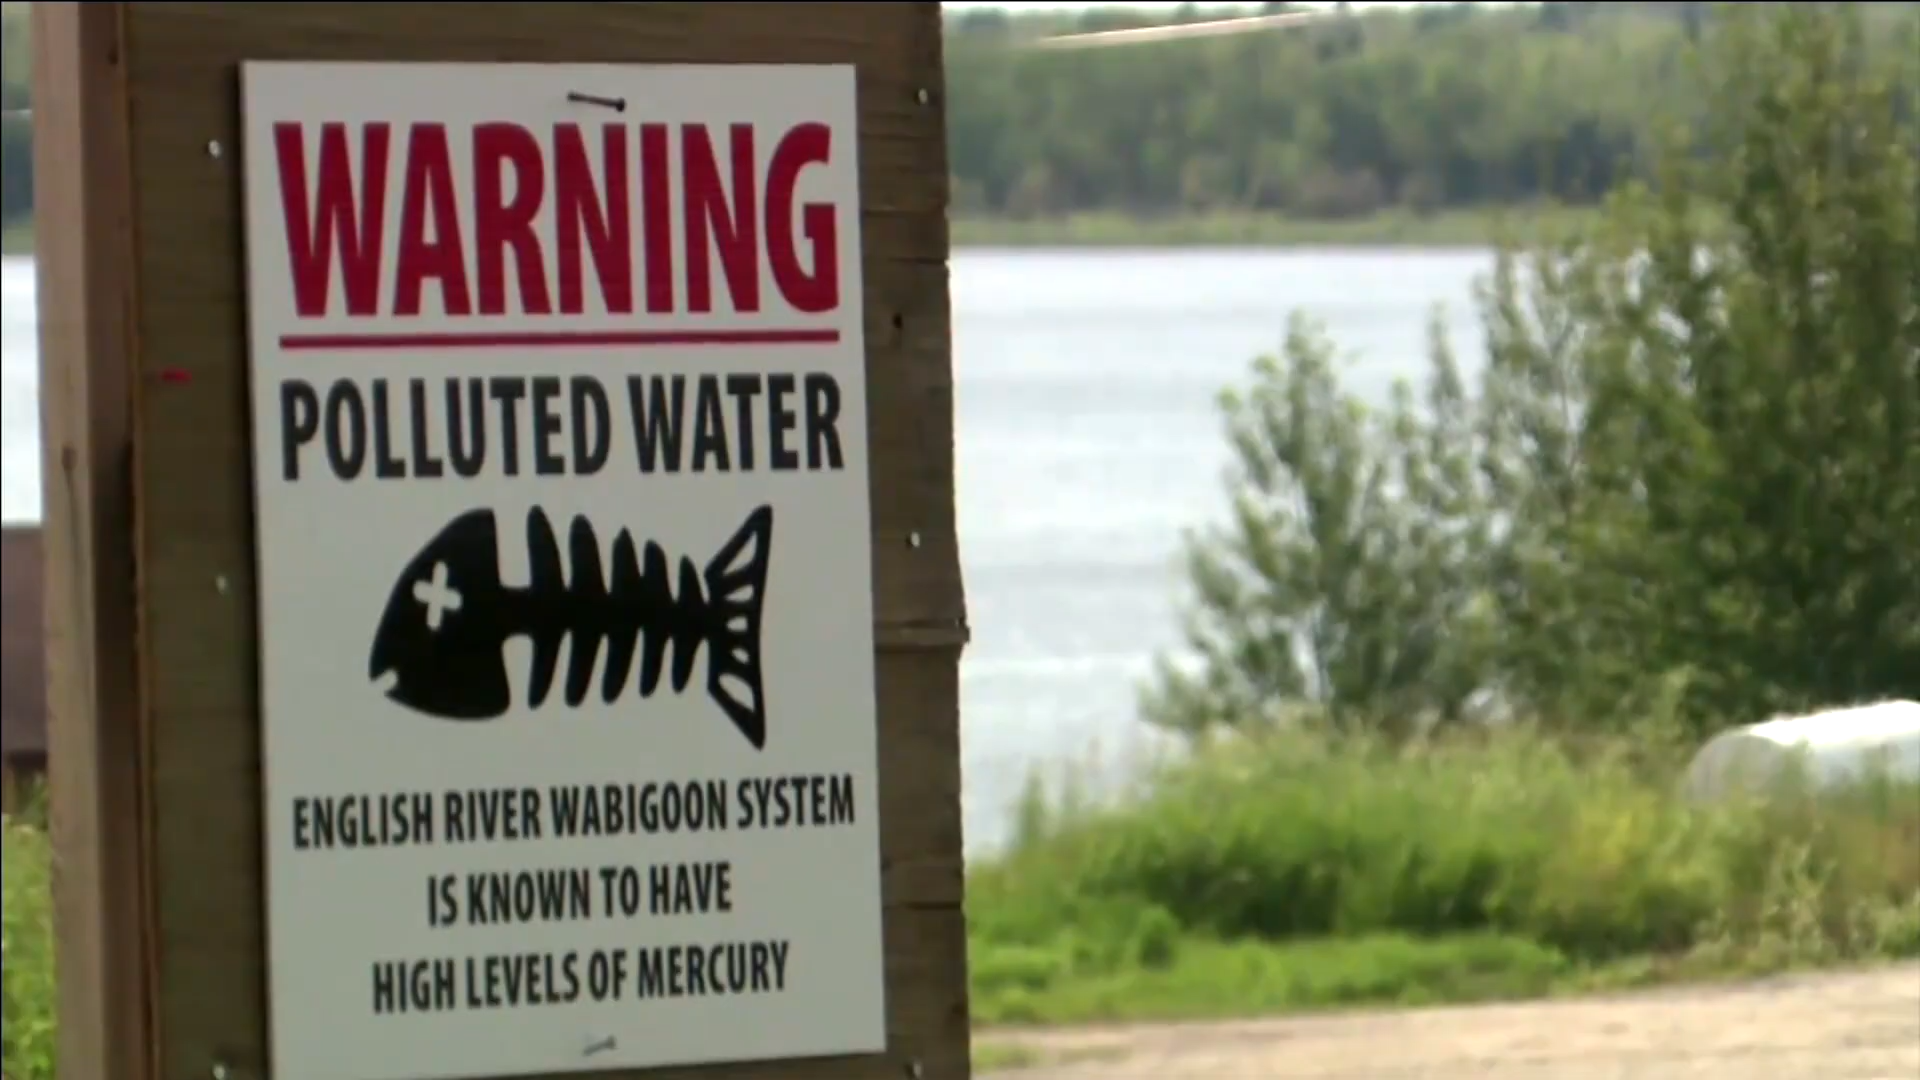 WARNING
POLLUTED WATER
ENGLISH RIVER WABIGOON SYSTEM
IS KNOWN TO HAVE
HIGH LEVELS OF MERCURY